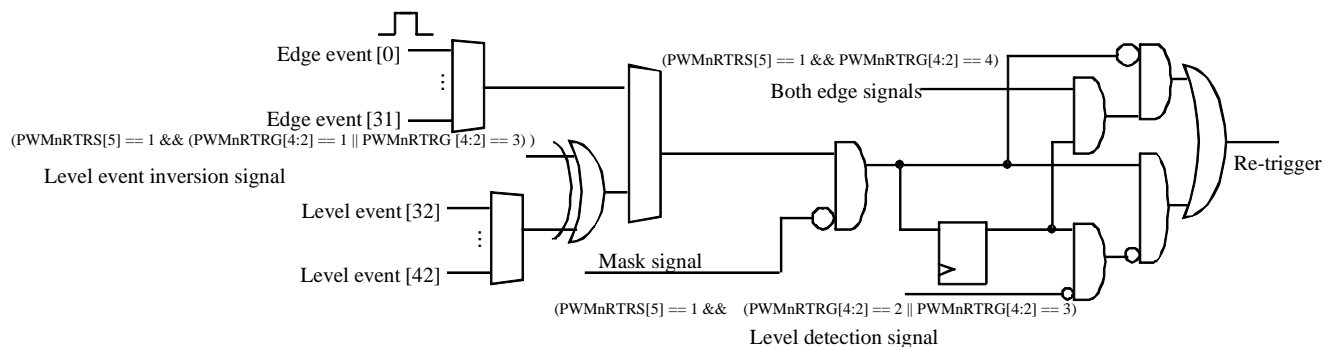 Edge event [0]
⋮
Edge event [31]
(PWMnRTRS[5] == 1 && (PWMnRTRG[4:2] == 1 || PWMnRTRG [4:2] == 3) )
Level event inversion signal
Level event [32]
⋮
Level event [42]
Mask signal
(PWMnRTRS[5] == 1 && PWMnRTRG[4:2] == 4)
Both edge signals
Re-trigger
(PWMnRTRS[5] == 1 && (PWMnRTRG[4:2] == 2 || PWMnRTRG[4:2] == 3)
Level detection signal